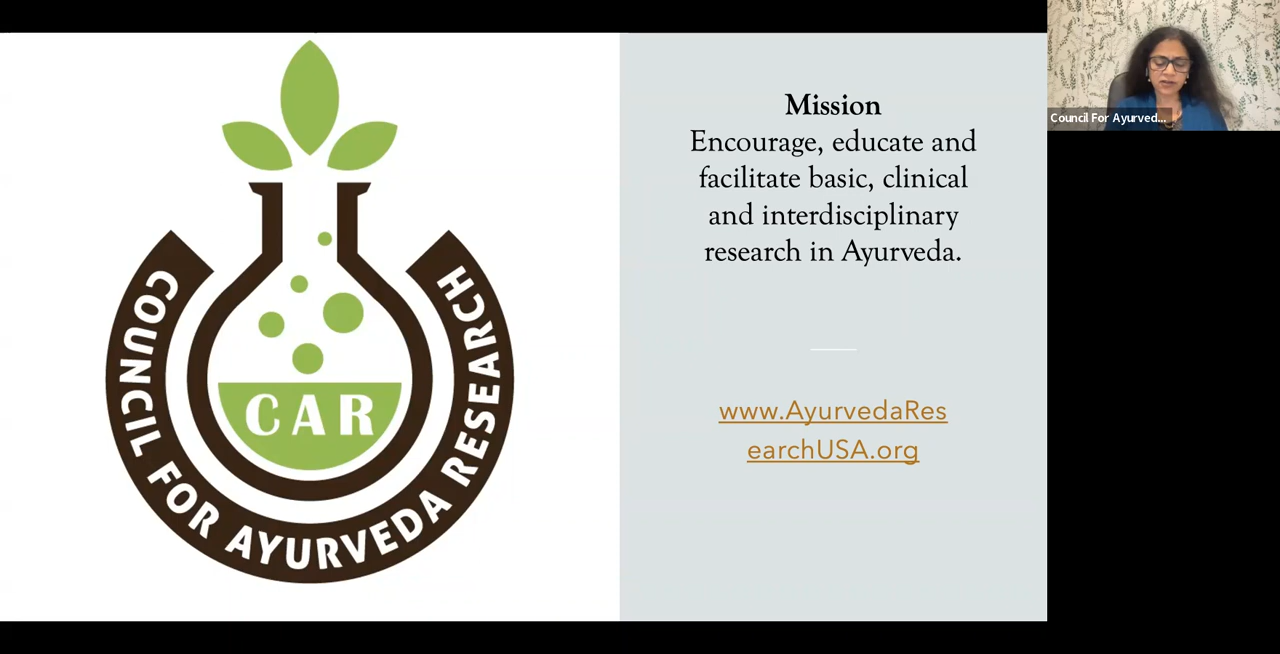 COUNCIL FOR AYURVEDA RESEARCH
CAR
Mission
Encourage, educate and
facilitate basic, clinical
and interdisciplinary
research in Ayurveda.
www.AyurvedaRes
earchUSA.org
Council For Ayurved...